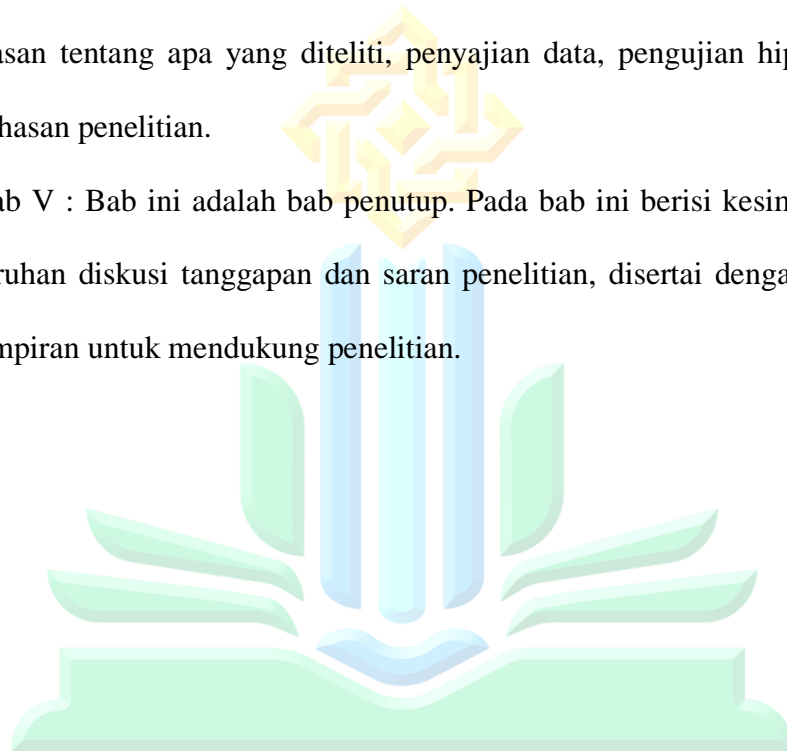 asan tentang apa yang diteliti, penyajian data, pengujian hip
hasan penelitian.
ab V : Bab ini adalah bab penutup. Pada bab ini berisi kesin
ruhan diskusi tanggapan dan saran penelitian, disertai denga
mpiran untuk mendukung penelitian.